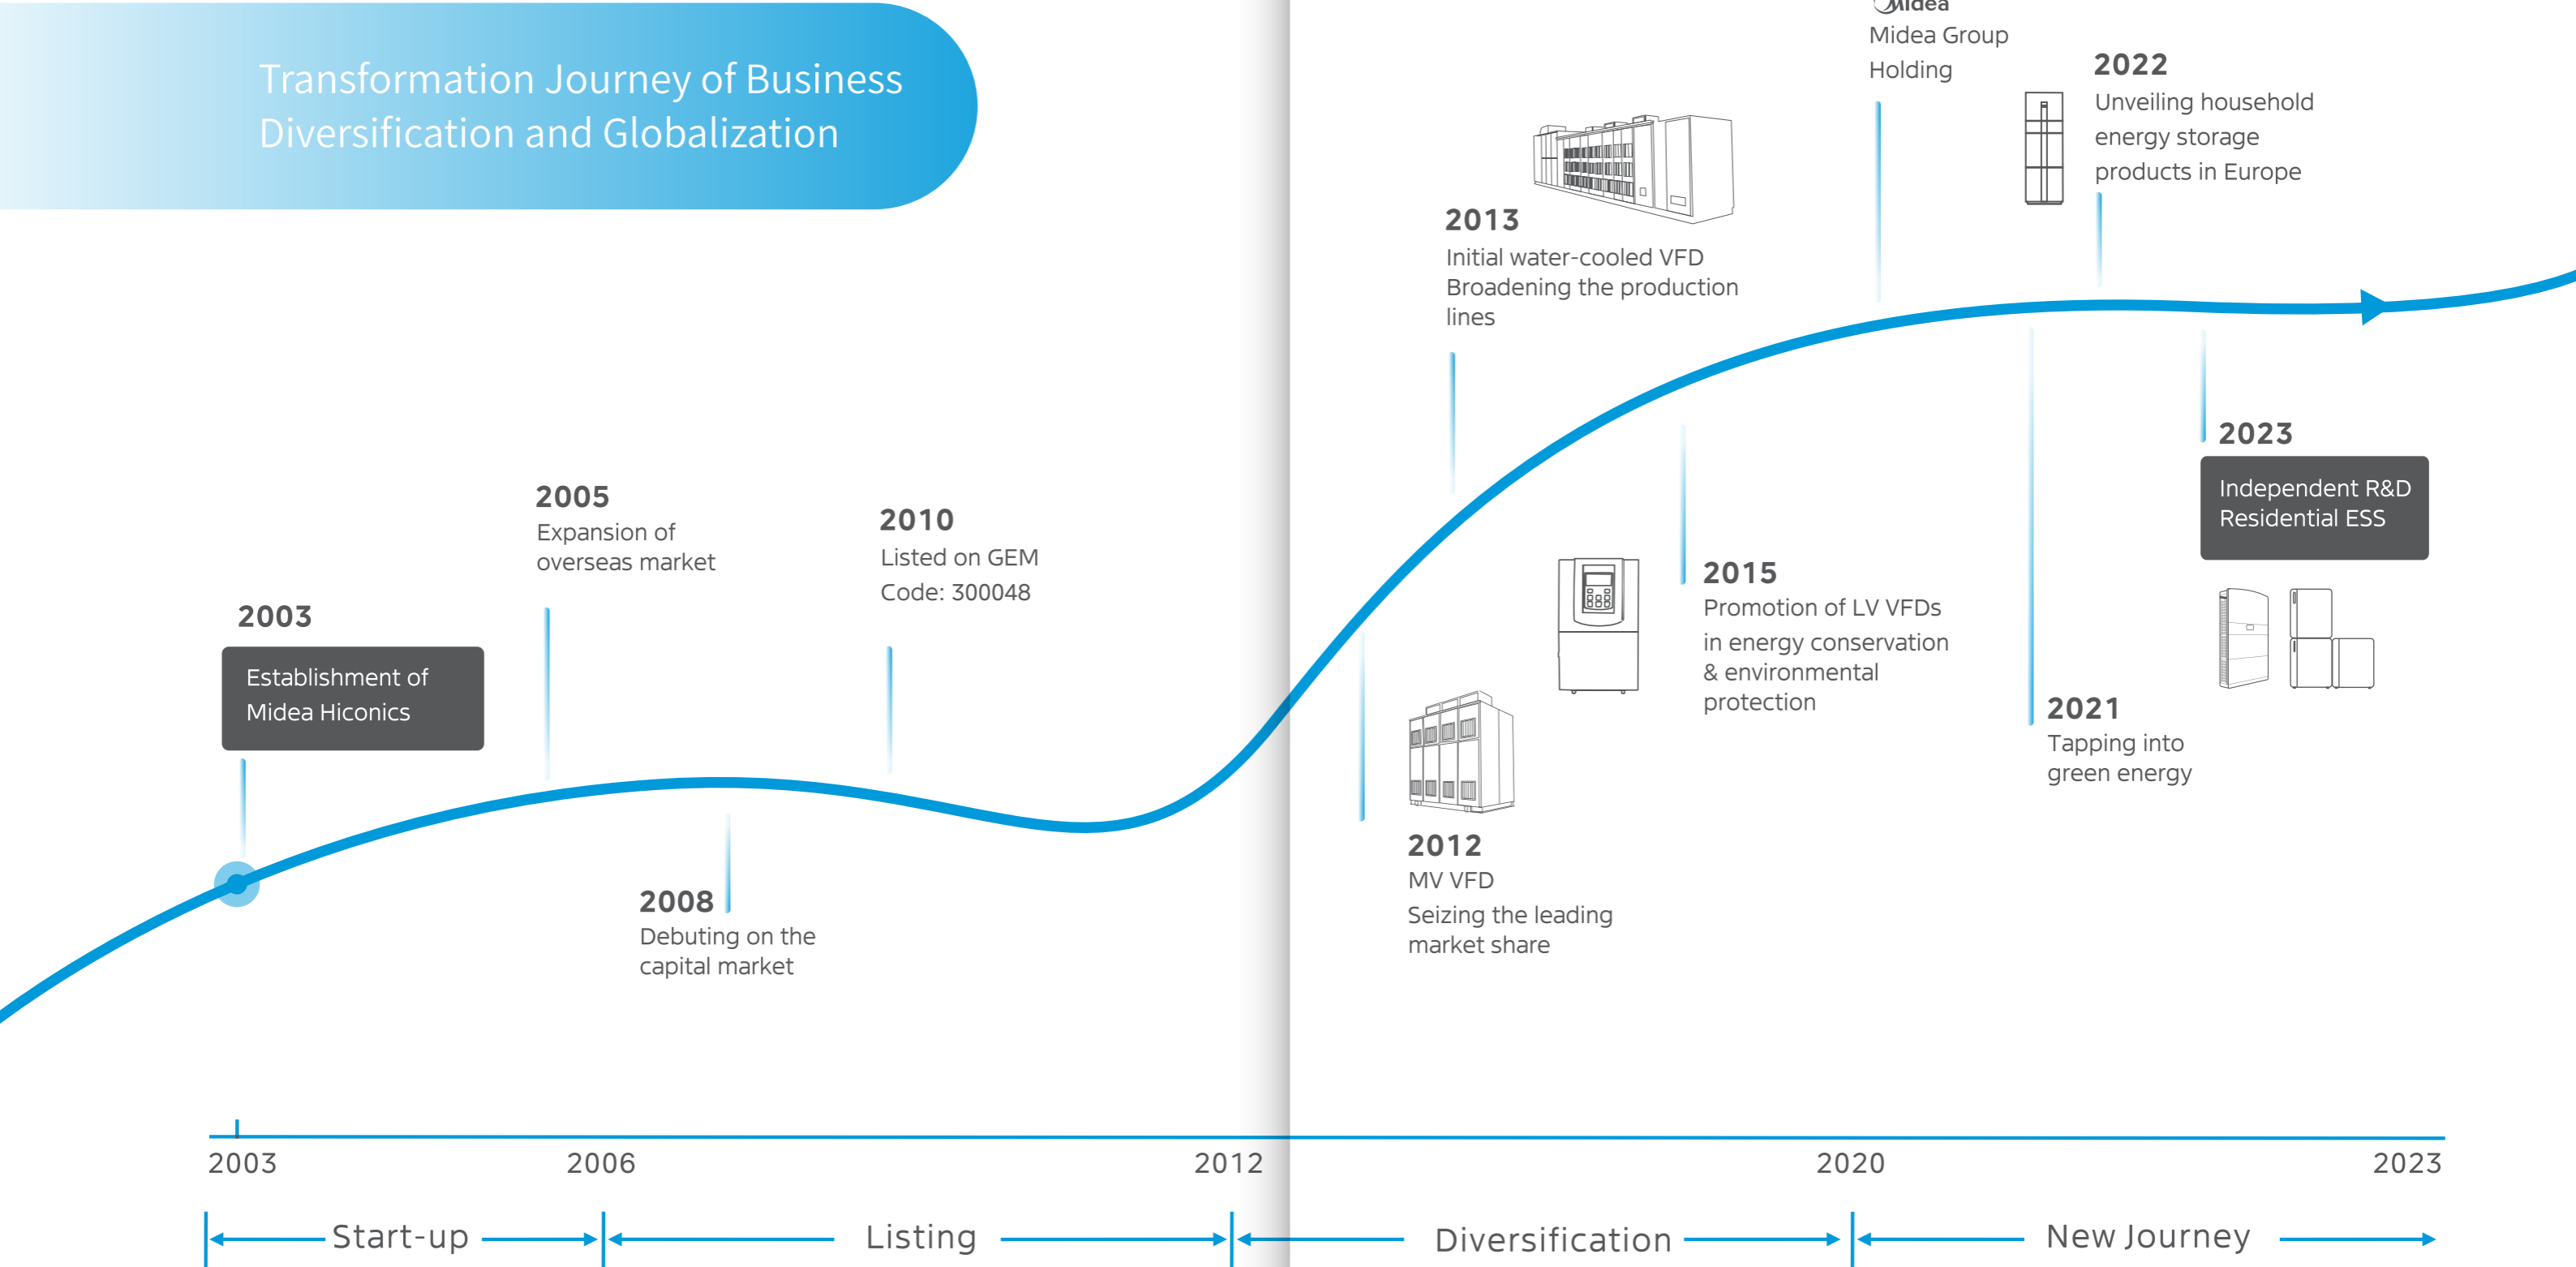 Transformation Journey of Business
Diversification and Globalization
2003
Establishment of
Midea Hiconics
2005
Expansion of
overseas market
2008
Debuting on the
capital market
2010
Listed on GEM
Code: 300048
2012
MV VFD
Seizing the leading
market share
2013
Initial water-cooled VFD
Broadening the production
lines
2015
Promotion of LV VFDs
in energy conservation
& environmental
protection
Midea
Midea Group
Holding
2021
Tapping into
green energy
2022
Unveiling household
energy storage
products in Europe
2023
Independent R&D
Residential ESS
2003
2006
2012
2020
2023
Start-up
Listing
Diversification
New Journey